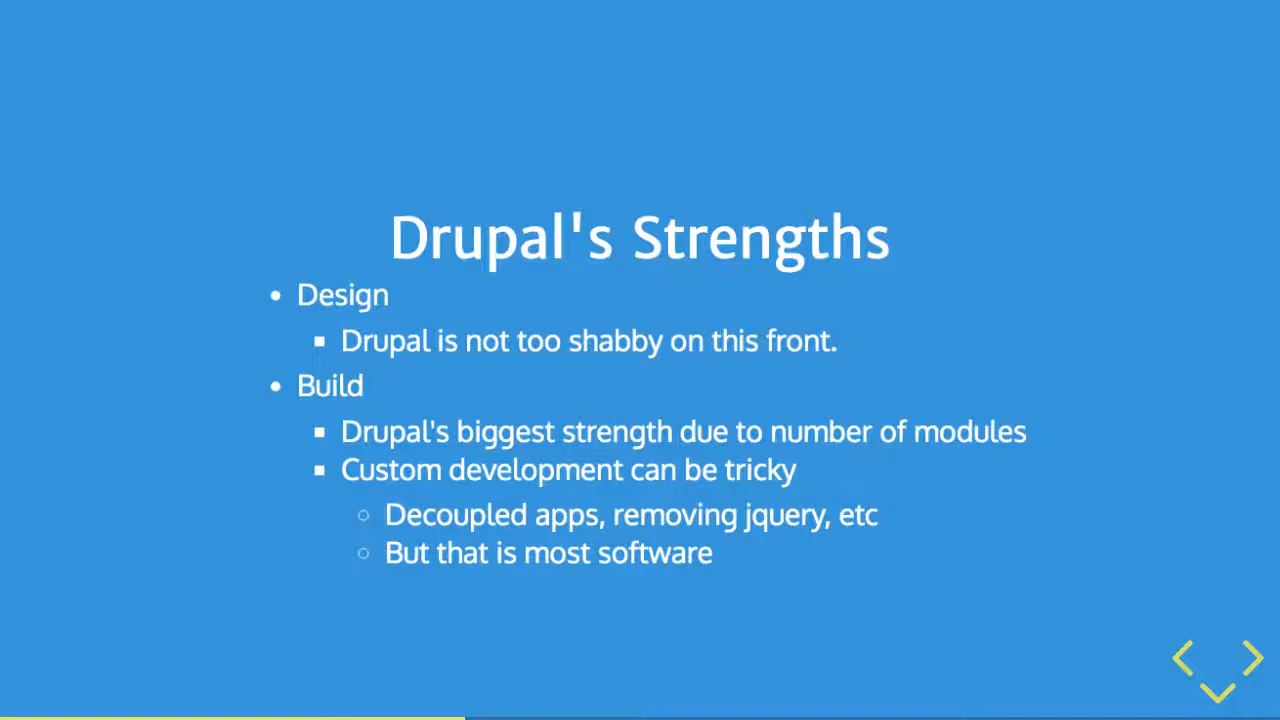 Drupal's Strengths
Design
Drupal is not too shabby on this front.
Build
Drupal's biggest strength due to number of modules
Custom development can be tricky
Decoupled apps, removing jquery, etc
But that is most software